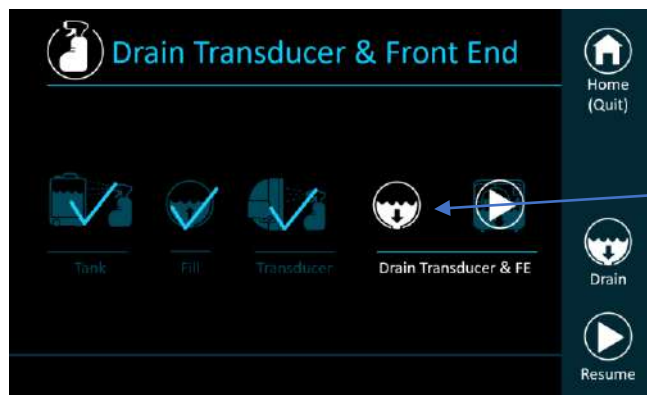 Drain Transducer & Front End
Home
(Quit)
Tank
Fill
Transducer
Drain Transducer & FE
Drain
Resume